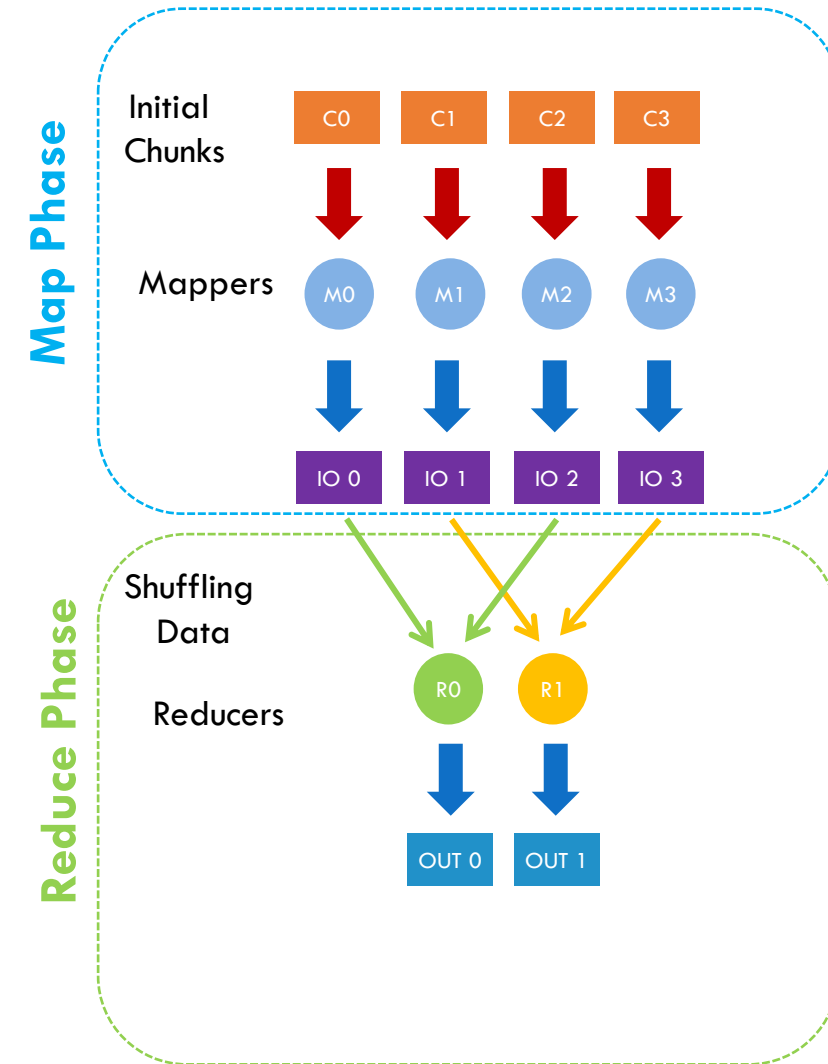 Map Phase
Initial
Chunks
C0 C1 C2 C3
Mappers
M0 M1 M2 M3
IO 0 IO 1 IO 2 IO 3
Reduce Phase
Shuffling
Data
Reducers
R0 R1
OUT 0 OUT 1